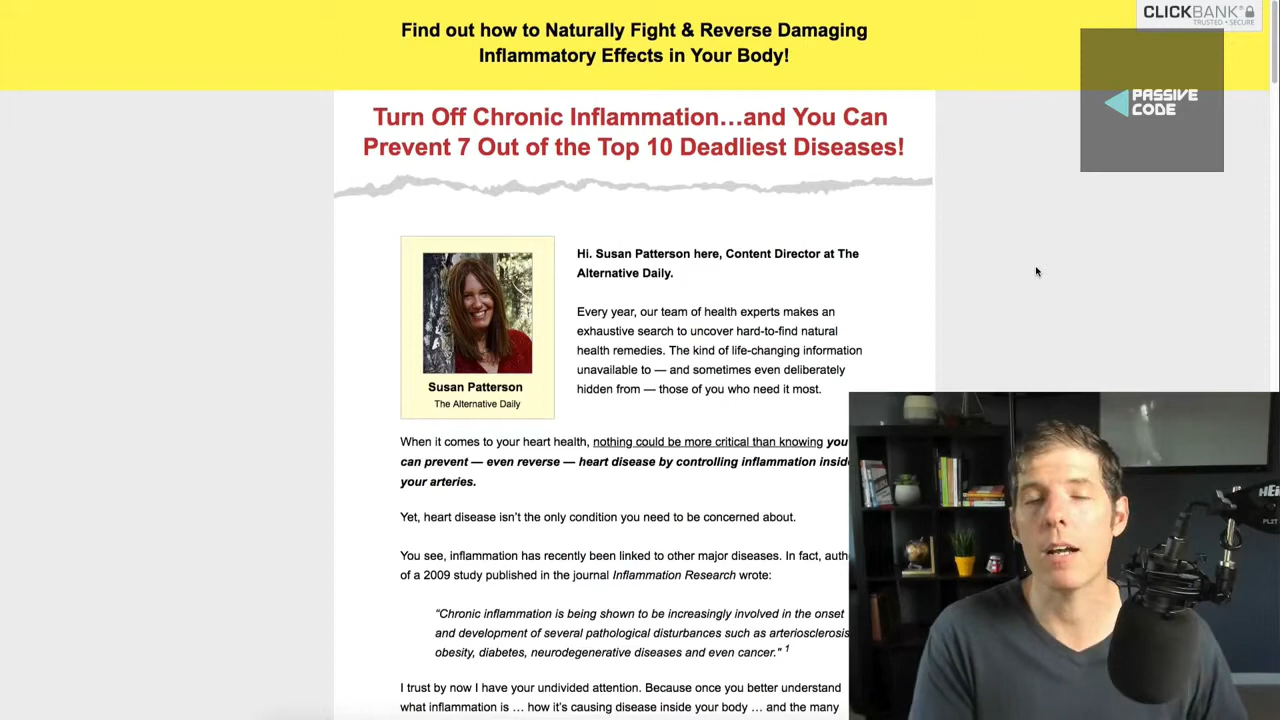 CLICKBANK®
TRUSTED • SECURE
Find out how to Naturally Fight & Reverse Damaging
Inflammatory Effects in Your Body!
PASSIVE
CODE
Turn Off Chronic Inflammation…and You Can
Prevent 7 Out of the Top 10 Deadliest Diseases!
Hi. Susan Patterson here, Content Director at The
Alternative Daily.
Every year, our team of health experts makes an
exhaustive search to uncover hard-to-find natural
health remedies. The kind of life-changing information
unavailable to — and sometimes even deliberately
hidden from — those of you who need it most.
Susan Patterson
The Alternative Daily
When it comes to your heart health, nothing could be more critical than knowing you
can prevent — even reverse — heart disease by controlling inflammation inside
your arteries.
Yet, heart disease isn't the only condition you need to be concerned about.
You see, inflammation has recently been linked to other major diseases. In fact,
of a 2009 study published in the journal Inflammation Research wrote:
"Chronic inflammation is being shown to be increasingly involved in the onset
and development of several pathological disturbances such as arteriosclerosis
obesity, diabetes, neurodegenerative diseases and even cancer." 1
I trust by now I have your undivided attention. Because once you better understand
what inflammation is … how it's causing disease inside your body … and the many